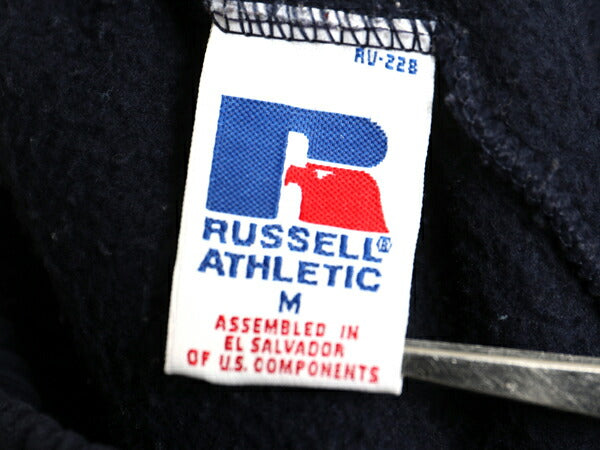 RU-228
RUSSELL®
ATHLETIC
M
ASSEMBLED IN
EL SALVADOR
OF U.S. COMPONENTS